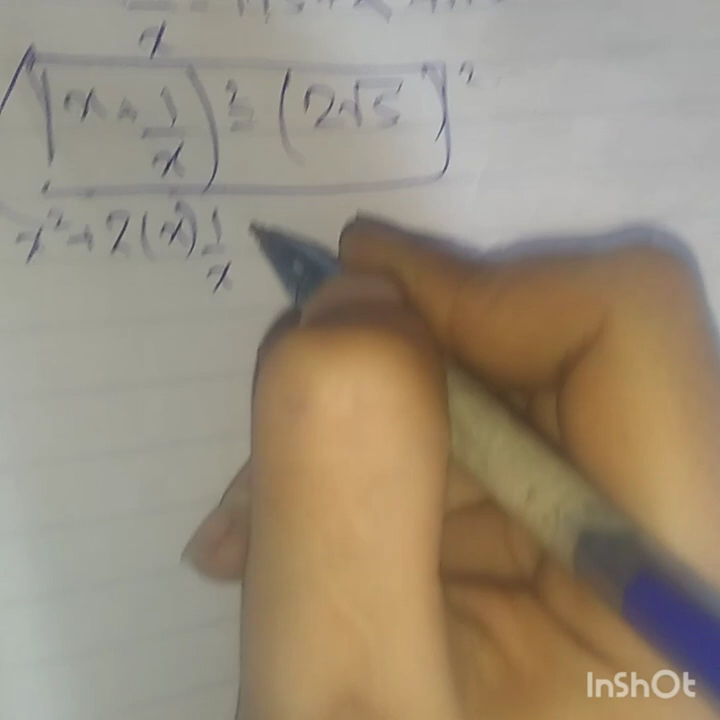 x
(x + 1/x)² = (2√5)²
x² + 2(x) 1/x
InShOt